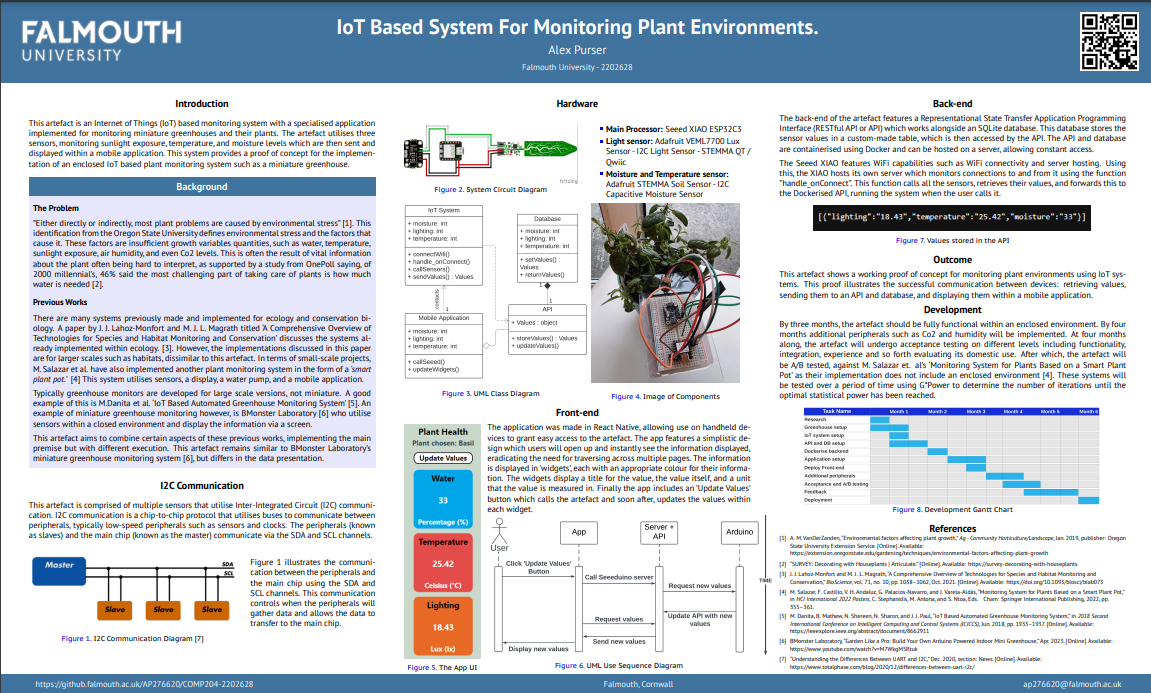 FALMOUTH
UNIVERSITY
IoT Based System For Monitoring Plant Environments.
Alex Purser
Falmouth University - 2202628
Introduction
This artefact is an Internet of Things (IoT) based monitoring system with a specialised application
implemented for monitoring miniature greenhouses and their plants. The artefact utilises three
sensors, monitoring sunlight exposure, temperature, and moisture levels which are then sent and
displayed within a mobile application. This system provides a proof of concept for the implemen-
tation of an enclosed IoT based plant monitoring system such as a miniature greenhouse.
Background
The Problem
"Either directly or indirectly, most plant problems are caused by environmental stress" [1]. This
identification from the Oregon State University defines environmental stress and the factors that
cause it. These factors are insufficient growth variables quantities, such as water, temperature,
sunlight exposure, air humidity, and even Co2 levels. This is often the result of vital information
about the plant often being hard to interpret, as supported by a study from OnePoll saying, of
2000 millennial's, 46% said the most challenging part of taking care of plants is how much
water is needed [2].
Previous Works
There are many systems previously made and implemented for ecology and conservation bi-
ology. A paper by J. J. Lahoz-Monfort and M. J. L. Magrath titled 'A Comprehensive Overview of
Technologies for Species and Habitat Monitoring and Conservation' discusses the systems al-
ready implemented within ecology. [3]. However, the implementations discussed in this paper
are for larger scales such as habitats, dissimilar to this artefact. In terms of small-scale projects,
M. Salazar et al. have also implemented another plant monitoring system in the form of a 'smart
plant pot.' [4] This system utilises sensors, a display, a water pump, and a mobile application.
Typically greenhouse monitors are developed for large scale versions, not miniature. A good
example of this is M.Danita et al. 'IoT Based Automated Greenhouse Monitoring System' [5]. An
example of miniature greenhouse monitoring however, is BMonster Laboratory [6] who utilise
sensors within a closed environment and display the information via a screen.
This artefact aims to combine certain aspects of these previous works, implementing the main
premise but with different execution. This artefact remains similar to BMonster Laboratory's
miniature greenhouse monitoring system [6], but differs in the data presentation.
I2C Communication
This artefact is comprised of multiple sensors that utilise Inter-Integrated Circuit (I2C) communi-
cation. I2C communication is a chip-to-chip protocol that utilises buses to communicate between
peripherals, typically low-speed peripherals such as sensors and clocks. The peripherals (known
as slaves) and the main chip (known as the master) communicate via the SDA and SCL channels.
Master
SDA
SCL
Slave
Slave
Slave
Figure 1 illustrates the commun-
cation between the peripherals and
the main chip using the SDA and
SCL channels. This communication
controls when the peripherals will
gather data and allows the data to
transfer to the main chip.
Figure 1. I2C Communication Diagram [7]
Hardware
fritzing
Figure 2. System Circuit Diagram
Main Processor: Seeed XIAO ESP32C3
Light sensor: Adafruit VEML7700 Lux
Sensor - I2C Light Sensor - STEMMA QT /
Qwiic
Moisture and Temperature sensor:
Adafruit STEMMA Soil Sensor - I2C
Capacitive Moisture Sensor
IoT System
+ moisture: int
+ lighting: int
+ temperature: int
+ connectWifi()
+ handle_onConnect()
+ callSensors()
+ sendValues() : Values
Database
+ moisture: int
+ lighting: int
+ temperature: int
+ setValues() :
Values
+ returnValues()
1
1
contacts
1
Mobile Application
+ moisture: int
+ lighting: int
+ temperature: int
+ callSeeed()
+ updateWidgets()
API
+ Values : object
+ storeValues() : Values
+ updateValues()
Figure 3. UML Class Diagram
Figure 4. Image of Components
Front-end
Plant Health
Plant chosen: Basil
Update Values
Water
33
Percentage (%)
Temperature
25.42
Celsius (°C)
Lighting
18.43
Lux (lx)
Figure 5. The App UI
The application was made in React Native, allowing use on handheld de-
vices to grant easy access to the artefact. The app features a simplistic de-
sign which users will open up and instantly see the information displayed,
eradicating the need for traversing across multiple pages. The information
is displayed in 'widgets', each with an appropriate colour for their informa-
tion. The widgets display a title for the value, the value itself, and a unit
that the values is measured in. Finally the app includes an 'Update Values'
button which calls the artefact and soon after, updates the values within
each widget.
User
App
Server +
API
Arduino
Click 'Update Values'
Button
Call Seeeduino server
Request new values
TIME
Update API with new
values
Request values
Send new values
Display new values
Figure 6. UML Use Sequence Diagram
Back-end
The back-end of the artefact features a Representational State Transfer Application Programming
Interface (RESTful API or API) which works alongside an SQLite database. This database stores the
sensor values in a custom-made table, which is then accessed by the API. The API and database
are containerised using Docker and can be hosted on a server, allowing constant access.
The Seeed XIAO features WiFi capabilities such as WiFi connectivity and server hosting. Using
this, the XIAO hosts its own server which monitors connections to and from it using the function
"handle_onConnect". This function calls all the sensors, retrieves their values, and forwards this to
the Dockerised API, running the system when the user calls it.
[{"lighting":"18.43","temperature":"25.42","moisture":"33"}]
Figure 7. Values stored in the API
Outcome
This artefact shows a working proof of concept for monitoring plant environments using IoT sys-
tems. This proof illustrates the successful communication between devices: retrieving values,
sending them to an API and database, and displaying them within a mobile application.
Development
By three months, the artefact should be fully functional within an enclosed environment. By four
months additional peripherals such as Co2 and humidity will be implemented. At four months
along, the artefact will undergo acceptance testing on different levels including functionality,
integration, experience and so forth evaluating its domestic use. After which, the artefact will
be A/B tested, against M. Salazar et. al's 'Monitoring System for Plants Based on a Smart Plant
Pot' as their implementation does not include an enclosed environment [4]. These systems will
be tested over a period of time using G*Power to determine the number of iterations until the
optimal statistical power has been reached.
Task Name Month 1 Month 2 Month 3 Month 4 Month 5 Month 6
Research
Greenhouse setup
IoT system setup
API and DB setup
Dockerise backend
Application setup
Deploy Front-end
Additional peripherals
Acceptance and A/B testing
Feedback
Deployment
Figure 8. Development Gantt Chart
References
[1] A. M. VanDerZanden, "Environmental factors affecting plant growth," Ag - Community Horticulture/Landscape, Jan. 2019, publisher: Oregon
State University Extension Service. [Online]. Available:
https://extension.oregonstate.edu/gardening/techniques/environmental-factors-affecting-plant-growth
[2] "SURVEY: Decorating with Houseplants | Articulate." [Online]. Available: https://survey-decorating-with-houseplants
[3] J. J. Lahoz-Monfort and M. J. L. Magrath, "A Comprehensive Overview of Technologies for Species and Habitat Monitoring and
Conservation," BioScience, vol. 71, no. 10, pp. 1038–1062, Oct. 2021. [Online]. Available: https://doi.org/10.1093/biosci/biab073
[4] M. Salazar, F. Castillo, V. H. Andaluz, G. Palacios-Navarro, and J. Varela-Aldás, "Monitoring System for Plants Based on a Smart Plant Pot,"
in HCI International 2022 Posters, C. Stephanidis, M. Antona, and S. Ntoa, Eds. Cham: Springer International Publishing, 2022, pp.
355–361.
[5] M. Danita, B. Mathew, N. Shereen, N. Sharon, and J. J. Paul, "IoT Based Automated Greenhouse Monitoring System," in 2018 Second
International Conference on Intelligent Computing and Control Systems (ICICCS), Jun. 2018, pp. 1933–1937. [Online]. Available:
https://ieeexplore.ieee.org/abstract/document/8662911
[6] BMonster Laboratory, "Garden Like a Pro: Build Your Own Arduino Powered Indoor Mini Greenhouse," Apr. 2023. [Online]. Available:
https://www.youtube.com/watch?v=M7WkgM5Rtuk
[7] "Understanding the Differences Between UART and I2C," Dec. 2020, section: News. [Online]. Available:
https://www.totalphase.com/blog/2020/12/differences-between-uart-i2c/
https://github.falmouth.ac.uk/AP276620/COMP204-2202628
Falmouth, Cornwall
ap276620@falmouth.ac.uk